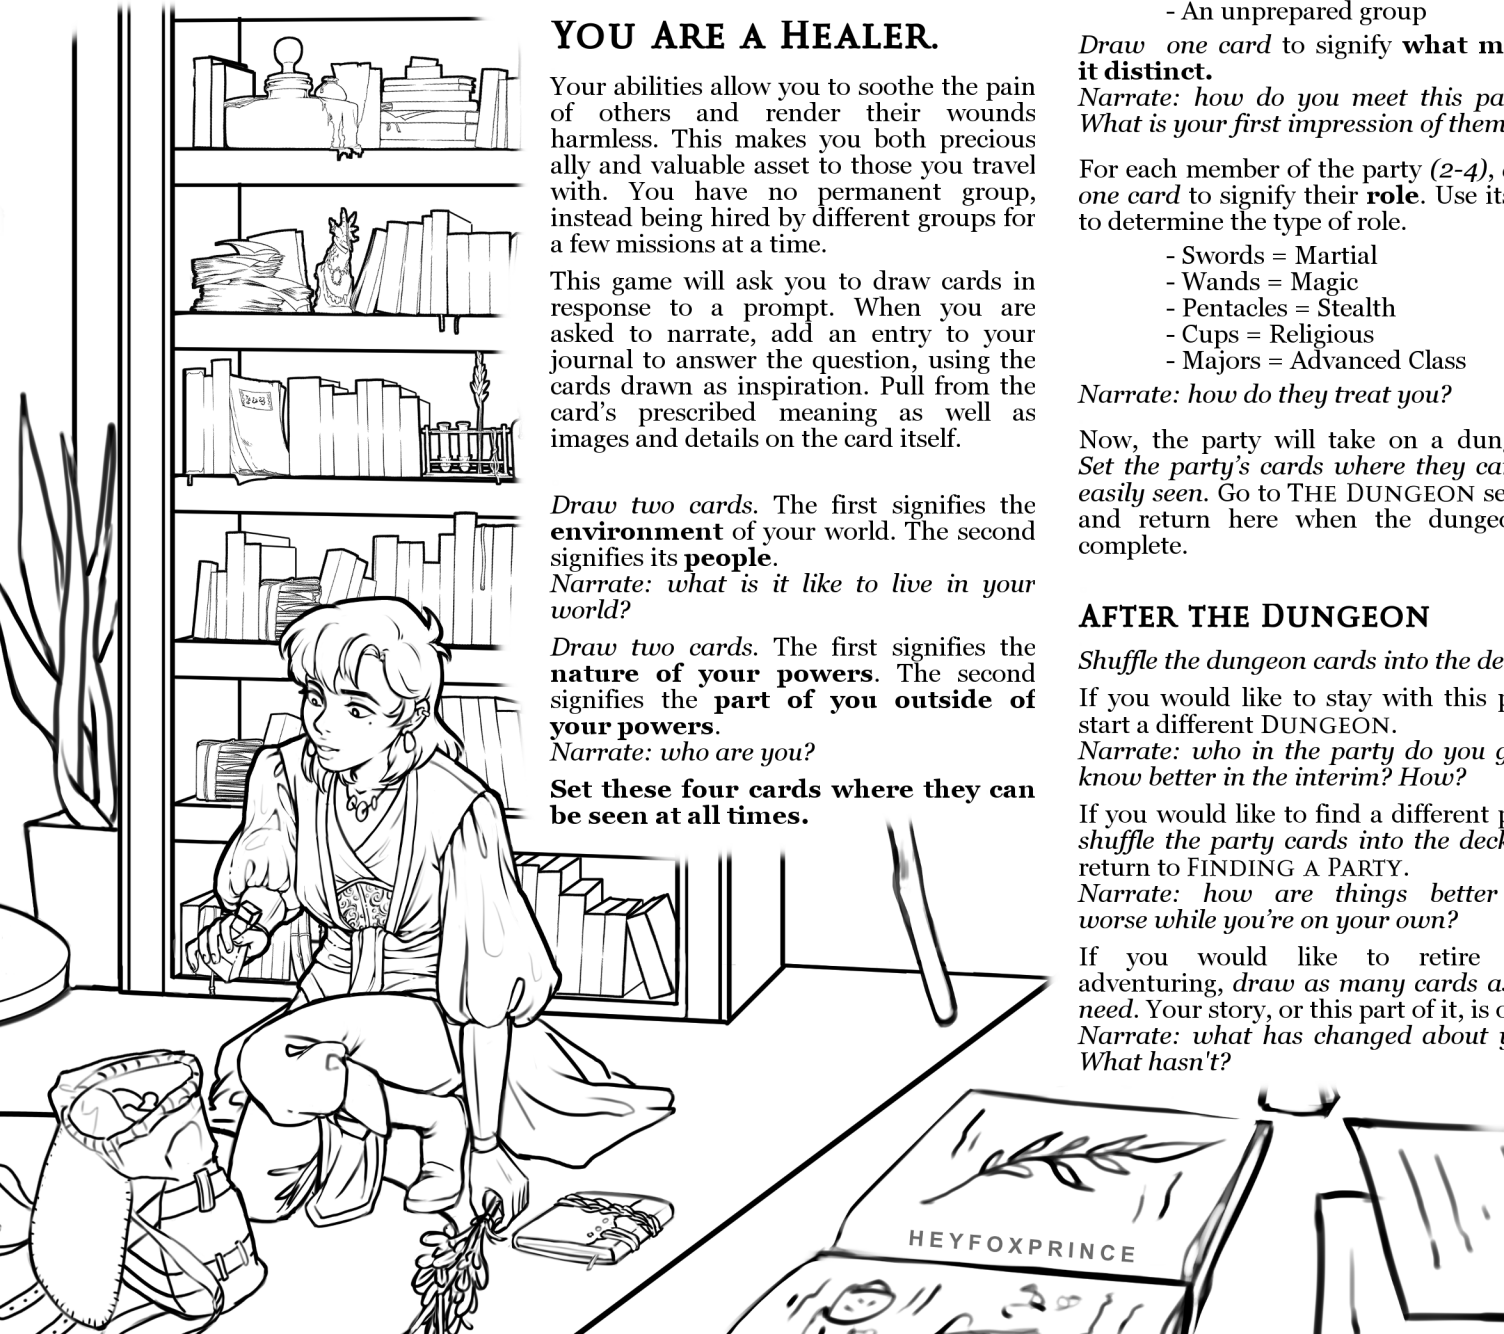 YOU ARE A HEALER.
Your abilities allow you to soothe the pain
of others and render their wounds
harmless. This makes you both precious
ally and valuable asset to those you travel
with. You have no permanent group,
instead being hired by different groups for
a few missions at a time.
This game will ask you to draw cards in
response to a prompt. When you are
asked to narrate, add an entry to your
journal to answer the question, using the
cards drawn as inspiration. Pull from the
card's prescribed meaning as well as
images and details on the card itself.
Draw two cards. The first signifies the
environment of your world. The second
signifies its people.
Narrate: what is it like to live in your
world?
Draw two cards. The first signifies the
nature of your powers. The second
signifies the part of you outside of
your powers.
Narrate: who are you?
Set these four cards where they can
be seen at all times.
- An unprepared group
Draw one card to signify what
it distinct.
Narrate: how do you meet this
What is your first impression of them
For each member of the party (2-4),
one card to signify their role. Use
to determine the type of role.
- Swords = Martial
- Wands = Magic
- Pentacles = Stealth
- Cups = Religious
- Majors = Advanced Class
Narrate: how do they treat you?
Now, the party will take on a
Set the party's cards where they
easily seen. Go to THE DUNGEON
and return here when the
complete.
AFTER THE DUNGEON
Shuffle the dungeon cards into the
If you would like to stay with this
start a different DUNGEON.
Narrate: who in the party do you
know better in the interim? How?
If you would like to find a different
shuffle the party cards into the
return to FINDING A PARTY.
Narrate: how are things better
worse while you're on your own?
If you would like to retire
adventuring, draw as many cards
need. Your story, or this part of it, is
Narrate: what has changed about
What hasn't?
HEYFOXPRINCE